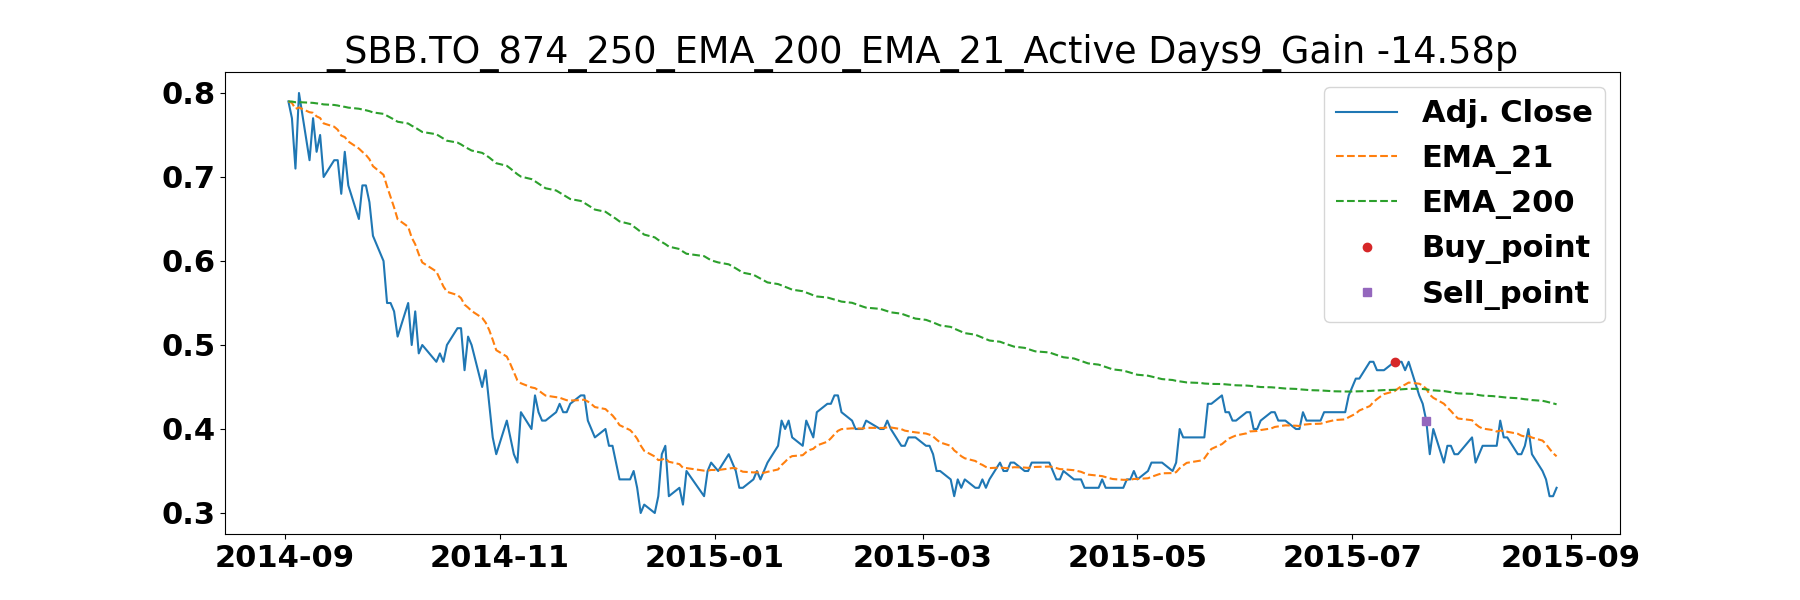 _SBB.TO_874_250_EMA_200_EMA_21_Active Days9_Gain -14.58p
0.8
0.7
0.6
0.5
0.4
0.3
Adj. Close
EMA_21
EMA_200
Buy_point
Sell_point
2014-09 2014-11 2015-01 2015-03 2015-05 2015-07 2015-09